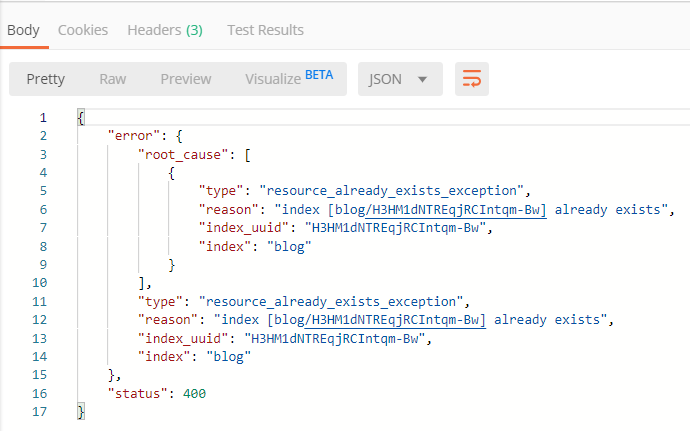 Body Cookies Headers (3) Test Results
Pretty Raw Preview Visualize BETA JSON
1 {
2 "error": {
3 "root_cause": [
4 {
5 "type": "resource_already_exists_exception",
6 "reason": "index [blog/H3HM1dNTREqjRCIntqm-Bw] already exists",
7 "index_uuid": "H3HM1dNTREqjRCIntqm-Bw",
8 "index": "blog"
9 }
10 ],
11 "type": "resource_already_exists_exception",
12 "reason": "index [blog/H3HM1dNTREqjRCIntqm-Bw] already exists",
13 "index_uuid": "H3HM1dNTREqjRCIntqm-Bw",
14 "index": "blog"
15 },
16 "status": 400
17 }